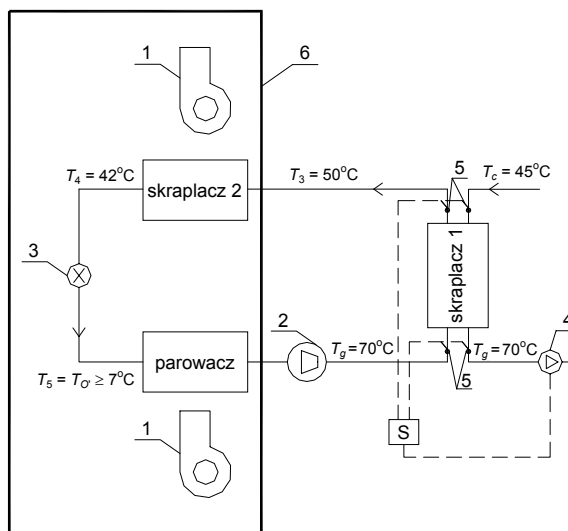 1
6
T4 = 42°C
skraplacz 2
T3 = 50°C
5
Tc = 45°C
skraplacz 1
3
2
4
parowacz
Tg = 70°C
Tg = 70°C
T5 = TO' ≥ 7°C
5
1
S